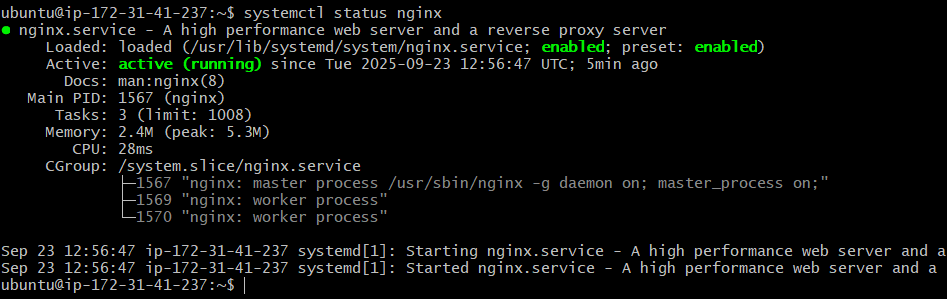 ubuntu@ip-172-31-41-237:~$ systemctl status nginx
● nginx.service - A high performance web server and a reverse proxy server
     Loaded: loaded (/usr/lib/systemd/system/nginx.service; enabled; preset: enabled)
     Active: active (running) since Tue 2025-09-23 12:56:47 UTC; 5min ago
       Docs: man:nginx(8)
   Main PID: 1567 (nginx)
      Tasks: 3 (limit: 1008)
     Memory: 2.4M (peak: 5.3M)
        CPU: 28ms
     CGroup: /system.slice/nginx.service
             ├─1567 "nginx: master process /usr/sbin/nginx -g daemon on; master_process on;"
             ├─1569 "nginx: worker process"
             └─1570 "nginx: worker process"

Sep 23 12:56:47 ip-172-31-41-237 systemd[1]: Starting nginx.service - A high performance web server and a
Sep 23 12:56:47 ip-172-31-41-237 systemd[1]: Started nginx.service - A high performance web server and a
ubuntu@ip-172-31-41-237:~$